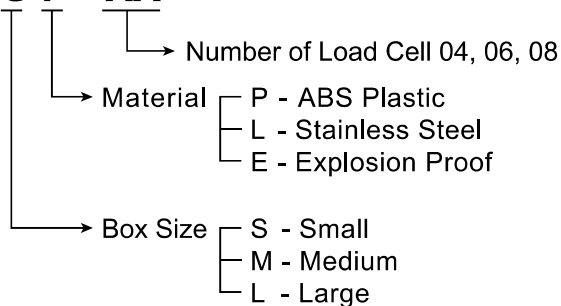 Number of Load Cell 04, 06, 08
Material P - ABS Plastic
L - Stainless Steel
E - Explosion Proof
Box Size S - Small
M - Medium
L - Large